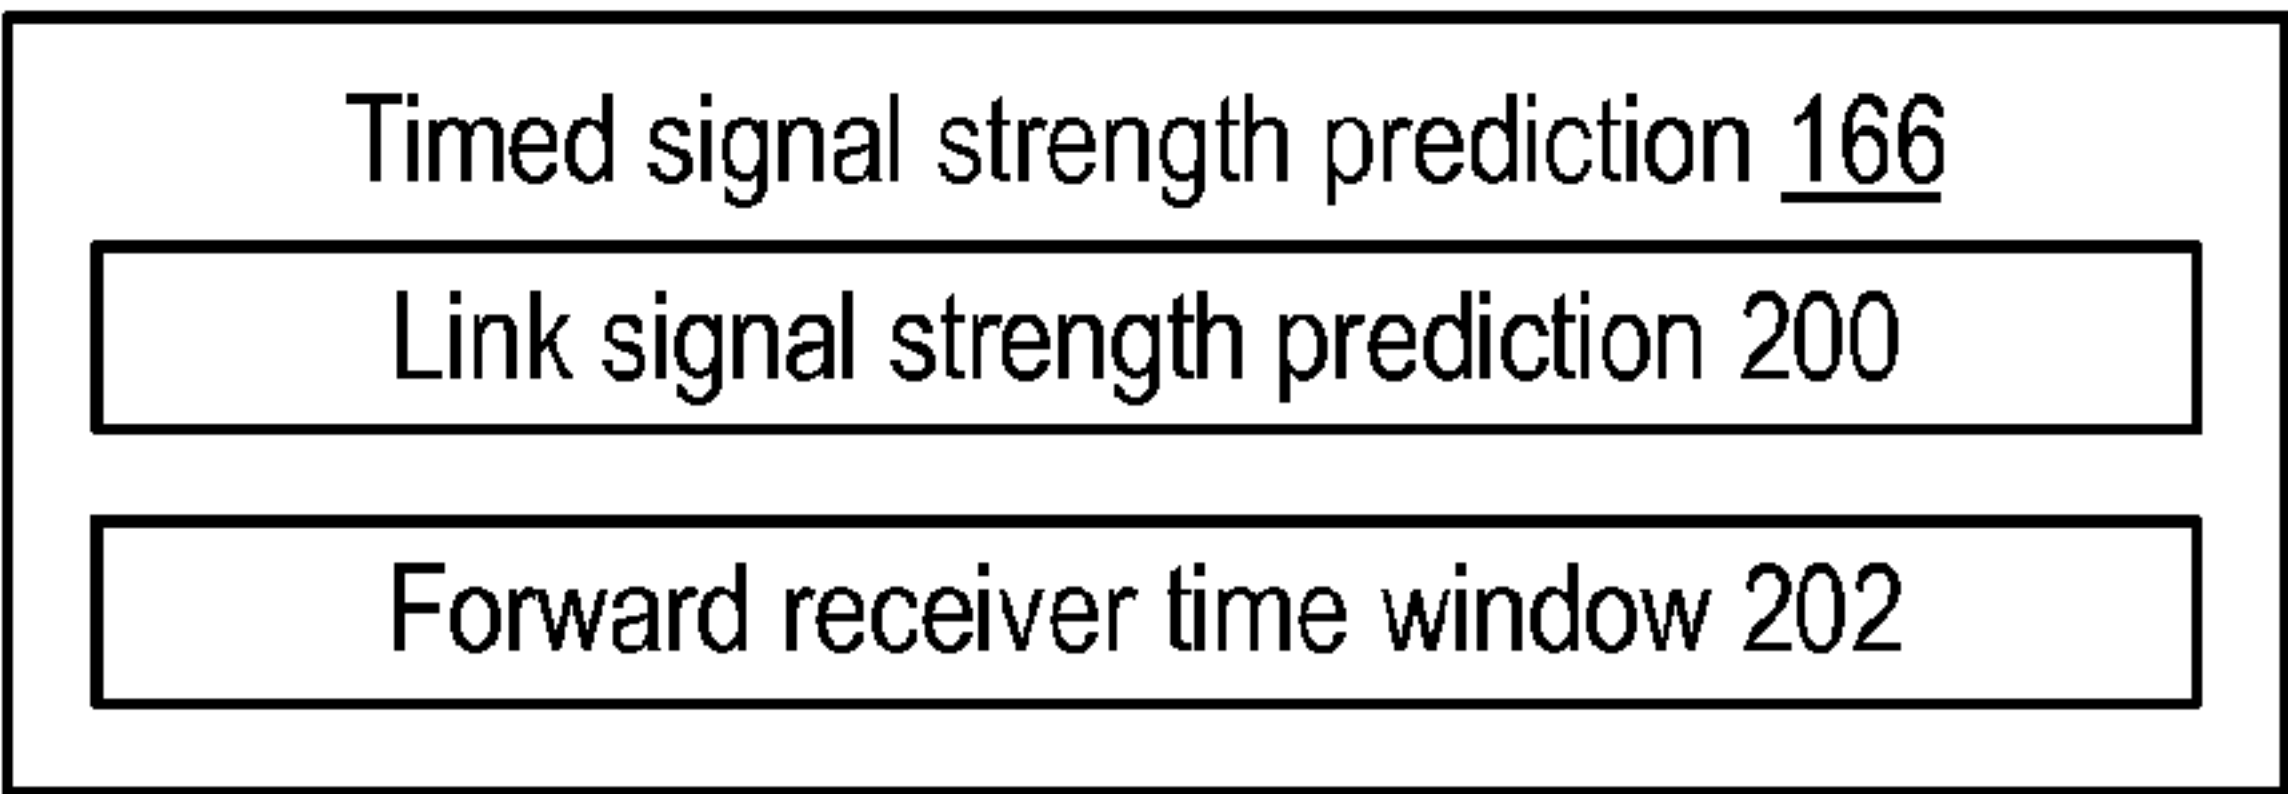 Timed signal strength prediction 166
Link signal strength prediction 200
Forward receiver time window 202